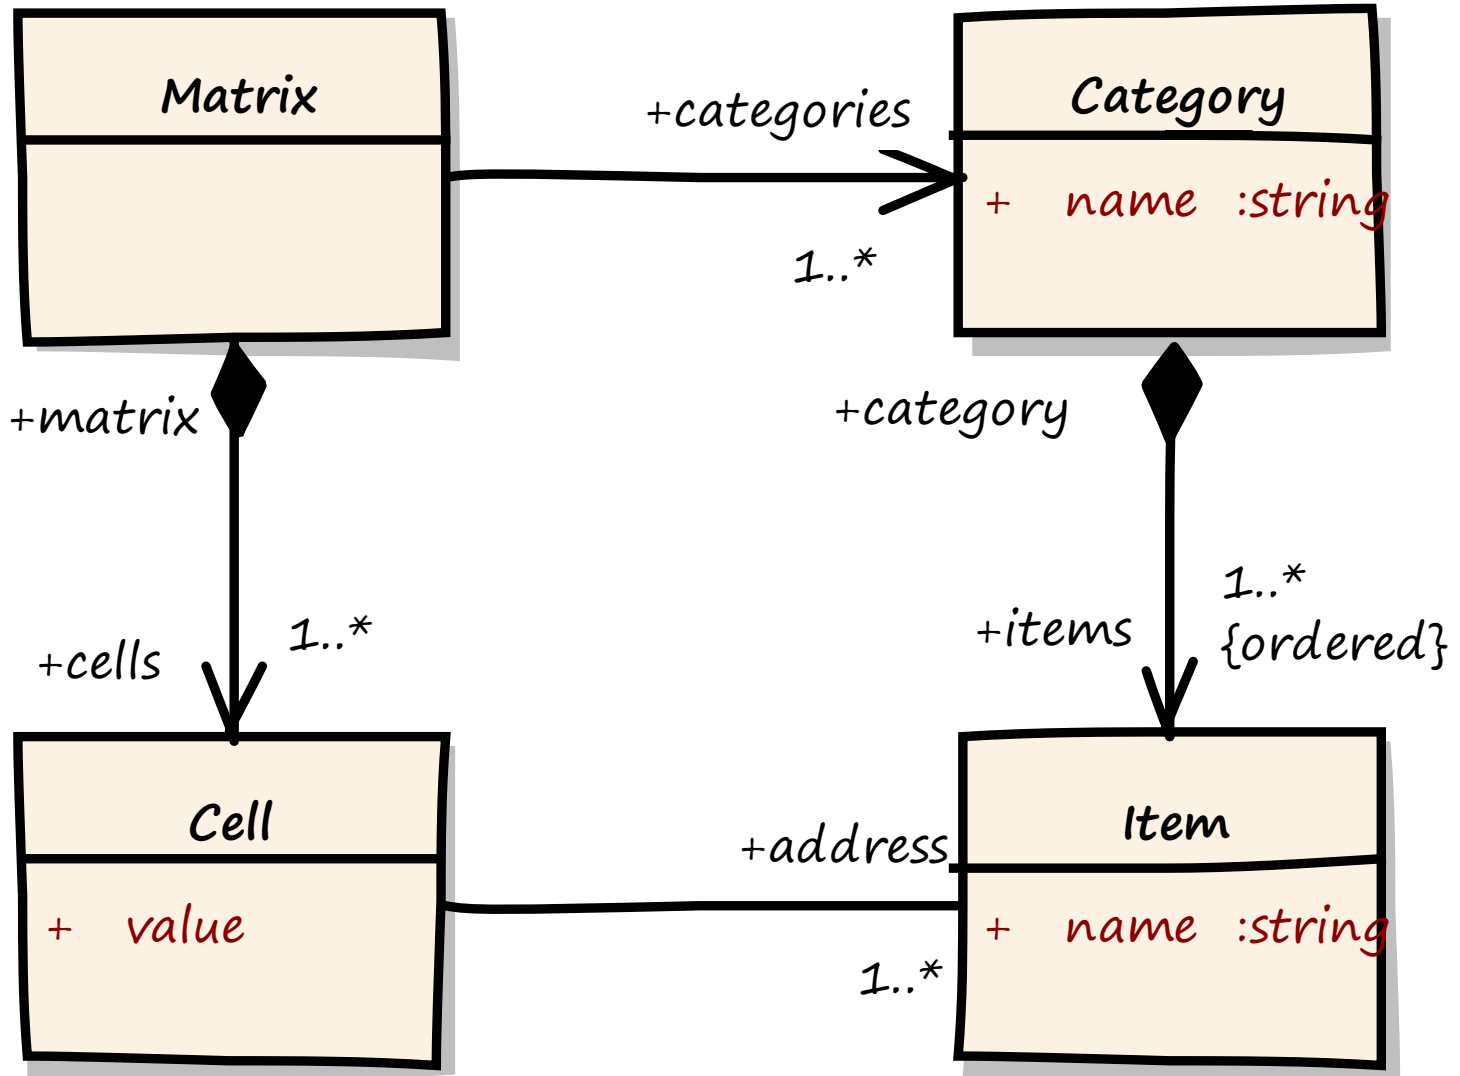 Matrix
Category
+categories
+ name :string
1..*
+matrix
+category
1..*
+items
{ordered}
+cells
1..*
Cell
Item
+address
+ value
+ name :string
1..*